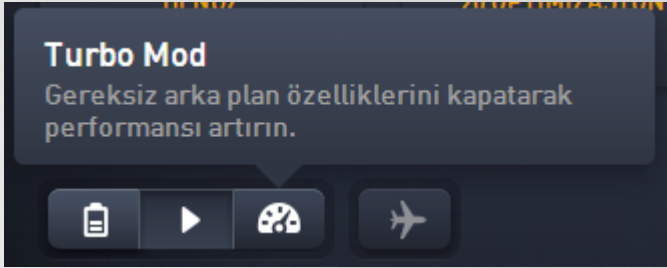 Turbo Mod
Gereksiz arka plan özelliklerini kapatarak
performansı artırın.